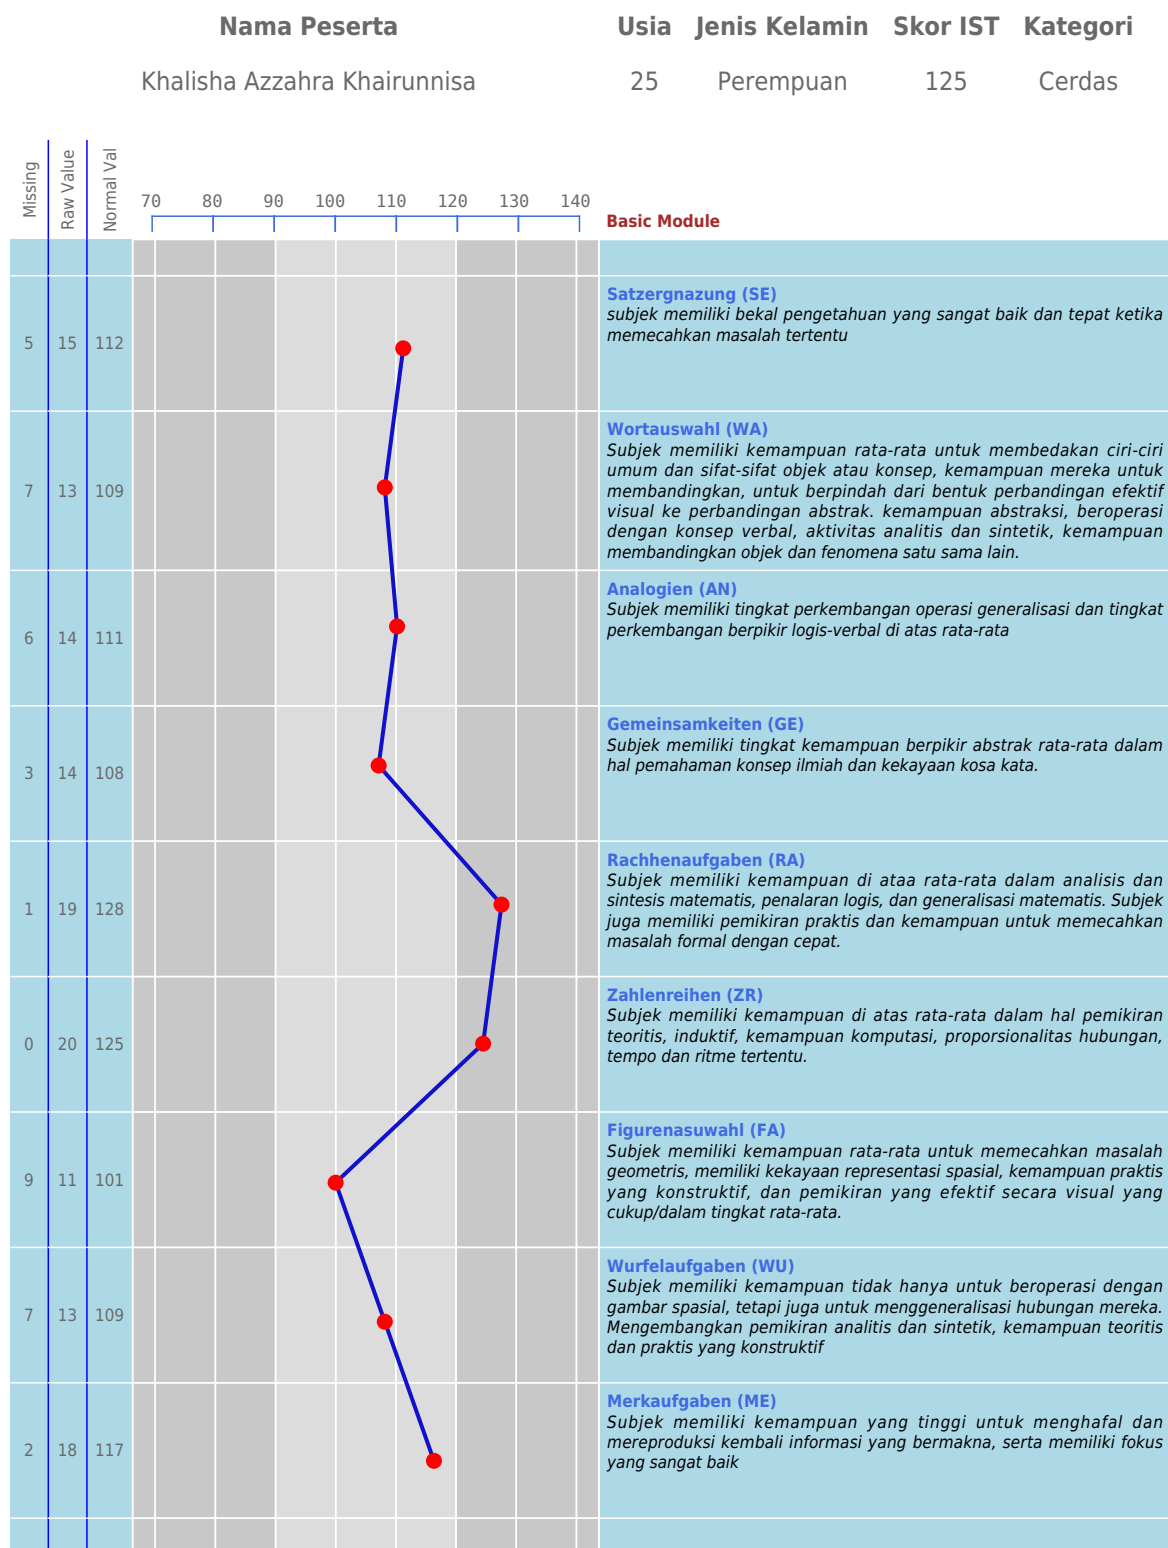 Nama Peserta Usia Jenis Kelamin Skor IST Kategori
Khalisha Azzahra Khairunnisa 25 Perempuan 125 Cerdas
Missing
Raw Value
Normal Val
70 80 90 100 110 120 130 140
Basic Module
Satzergnazung (SE)
subjek memiliki bekal pengetahuan yang sangat baik dan tepat ketika
memecahkan masalah tertentu
5 15 112
Wortauswahl (WA)
Subjek memiliki kemampuan rata-rata untuk membedakan ciri-ciri
umum dan sifat-sifat objek atau konsep, kemampuan mereka untuk
membandingkan, untuk berpindah dari bentuk perbandingan efektif
visual ke perbandingan abstrak. kemampuan abstraksi, beroperasi
dengan konsep verbal, aktivitas analitis dan sintetik, kemampuan
membandingkan objek dan fenomena satu sama lain.
7 13 109
Analogien (AN)
Subjek memiliki tingkat perkembangan operasi generalisasi dan tingkat
perkembangan berpikir logis-verbal di atas rata-rata
6 14 111
Gemeinsamkeiten (GE)
Subjek memiliki tingkat kemampuan berpikir abstrak rata-rata dalam
hal pemahaman konsep ilmiah dan kekayaan kosa kata.
3 14 108
Rachhenaufgaben (RA)
Subjek memiliki kemampuan di ataa rata-rata dalam analisis dan
sintesis matematis, penalaran logis, dan generalisasi matematis. Subjek
juga memiliki pemikiran praktis dan kemampuan untuk memecahkan
masalah formal dengan cepat.
1 19 128
Zahlenreihen (ZR)
Subjek memiliki kemampuan di atas rata-rata dalam hal pemikiran
teoritis, induktif, kemampuan komputasi, proporsionalitas hubungan,
tempo dan ritme tertentu.
0 20 125
Figurenasuwahl (FA)
Subjek memiliki kemampuan rata-rata untuk memecahkan masalah
geometris, memiliki kekayaan representasi spasial, kemampuan praktis
yang konstruktif, dan pemikiran yang efektif secara visual yang
cukup/dalam tingkat rata-rata.
9 11 101
Wurfelaufgaben (WU)
Subjek memiliki kemampuan tidak hanya untuk beroperasi dengan
gambar spasial, tetapi juga untuk menggeneralisasi hubungan mereka.
Mengembangkan pemikiran analitis dan sintetik, kemampuan teoritis
dan praktis yang konstruktif
7 13 109
Merkaufgaben (ME)
Subjek memiliki kemampuan yang tinggi untuk menghafal dan
mereproduksi kembali informasi yang bermakna, serta memiliki fokus
yang sangat baik
2 18 117